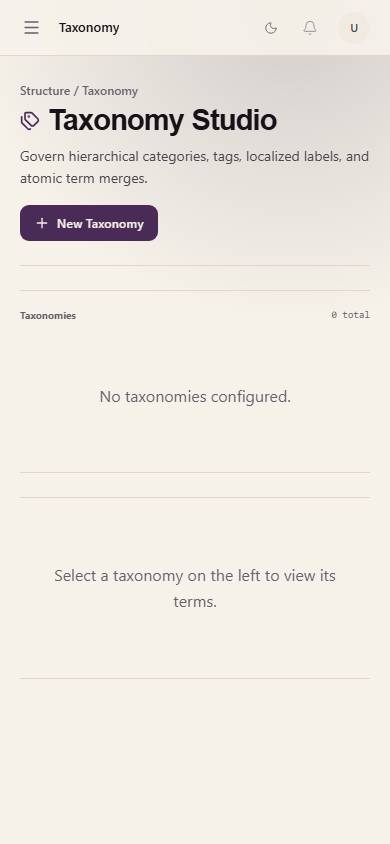 Taxonomy
U
Structure / Taxonomy
Taxonomy Studio
Govern hierarchical categories, tags, localized labels, and
atomic term merges.
New Taxonomy
Taxonomies
0 total
No taxonomies configured.
Select a taxonomy on the left to view its
terms.